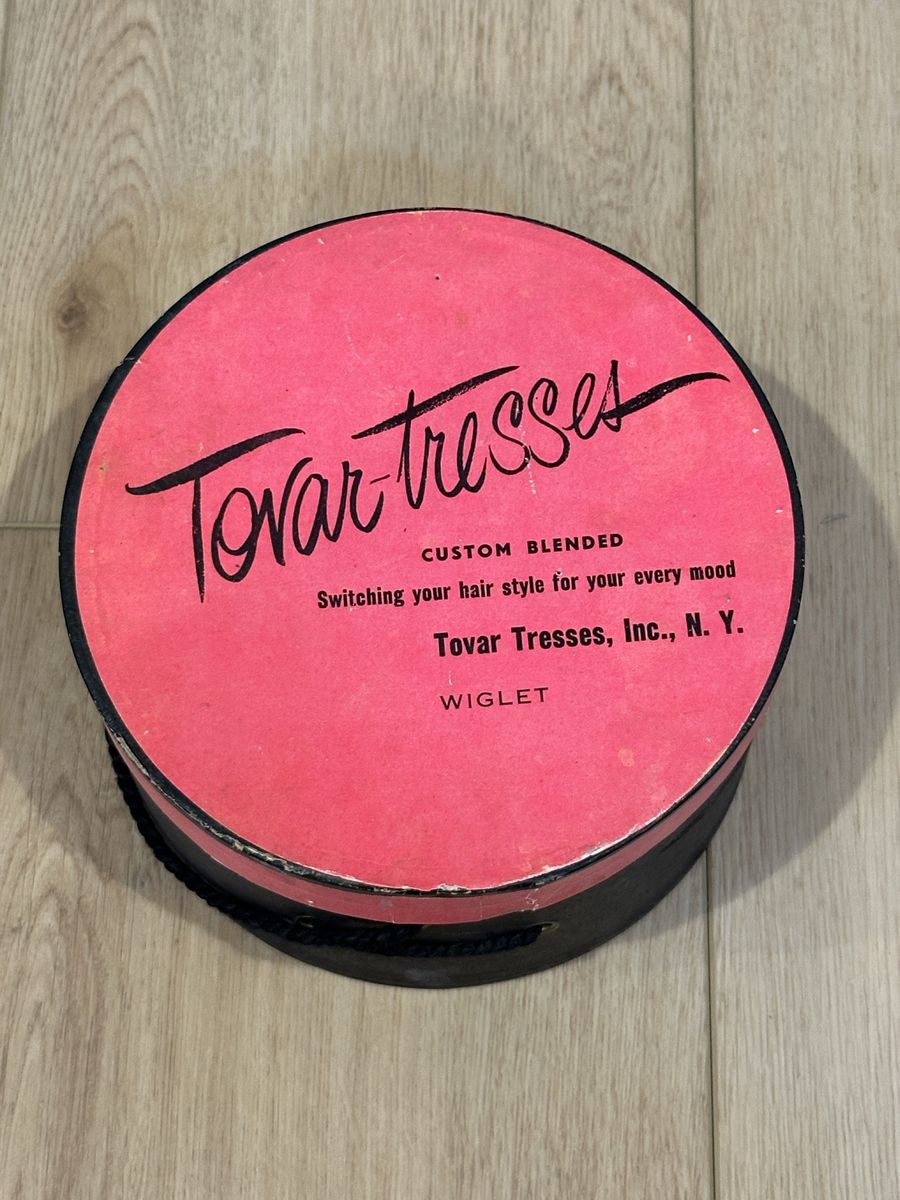 Tovar-Tresses
CUSTOM BLENDED
Switching your hair style for your every mood
Tovar Tresses, Inc., N. Y.
WIGLET